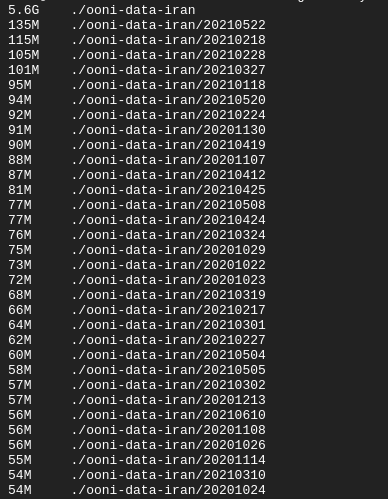 5.6G ./ooni-data-iran
135M ./ooni-data-iran/20210522
115M ./ooni-data-iran/20210218
105M ./ooni-data-iran/20210228
101M ./ooni-data-iran/20210327
95M ./ooni-data-iran/20210118
94M ./ooni-data-iran/20210520
92M ./ooni-data-iran/20210224
91M ./ooni-data-iran/20201130
90M ./ooni-data-iran/20210419
88M ./ooni-data-iran/20201107
87M ./ooni-data-iran/20210412
81M ./ooni-data-iran/20210425
77M ./ooni-data-iran/20210508
77M ./ooni-data-iran/20210424
76M ./ooni-data-iran/20210324
75M ./ooni-data-iran/20201029
73M ./ooni-data-iran/20201022
72M ./ooni-data-iran/20201023
68M ./ooni-data-iran/20210319
66M ./ooni-data-iran/20210217
64M ./ooni-data-iran/20210301
62M ./ooni-data-iran/20210227
60M ./ooni-data-iran/20210504
58M ./ooni-data-iran/20210505
57M ./ooni-data-iran/20210302
57M ./ooni-data-iran/20201213
56M ./ooni-data-iran/20210610
56M ./ooni-data-iran/20201108
56M ./ooni-data-iran/20201026
55M ./ooni-data-iran/20201114
54M ./ooni-data-iran/20210310
54M ./ooni-data-iran/20201024